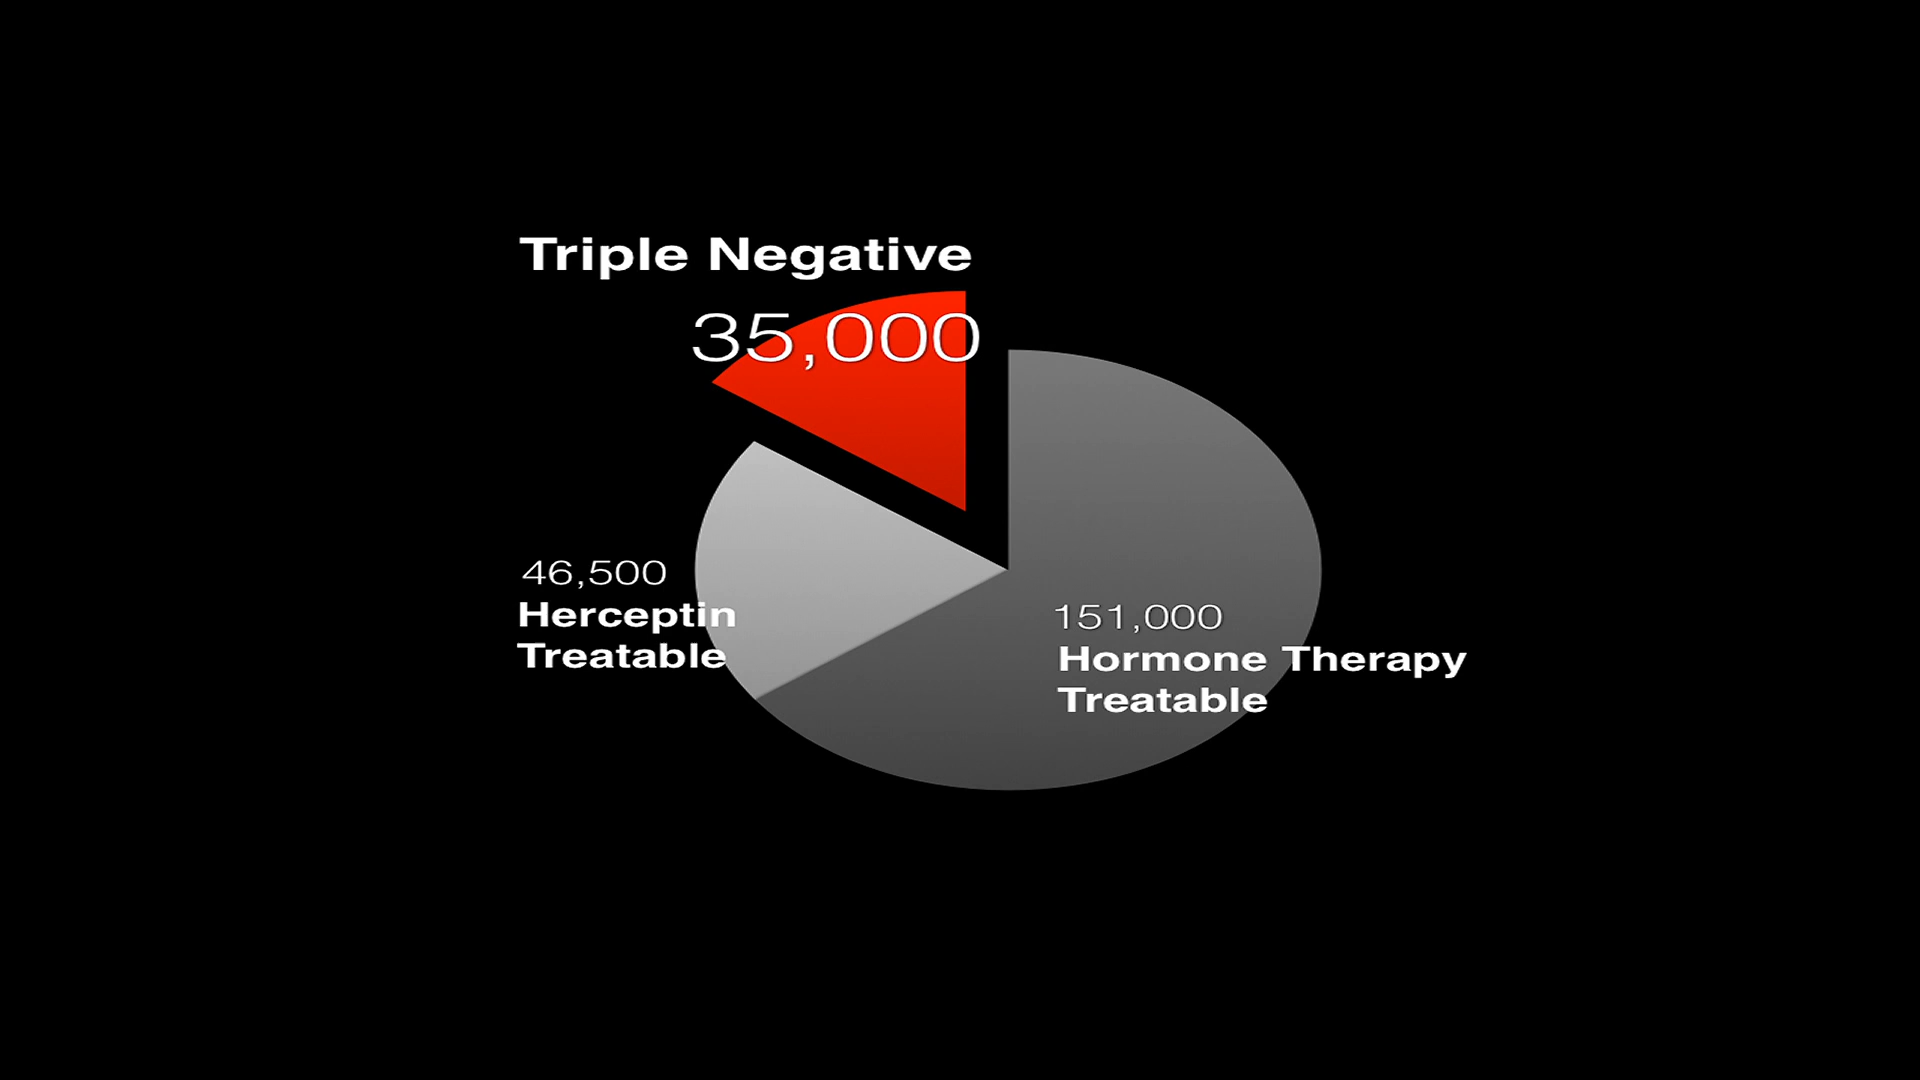 Triple Negative
35,000
46,500
Herceptin
Treatable
151,000
Hormone Therapy
Treatable